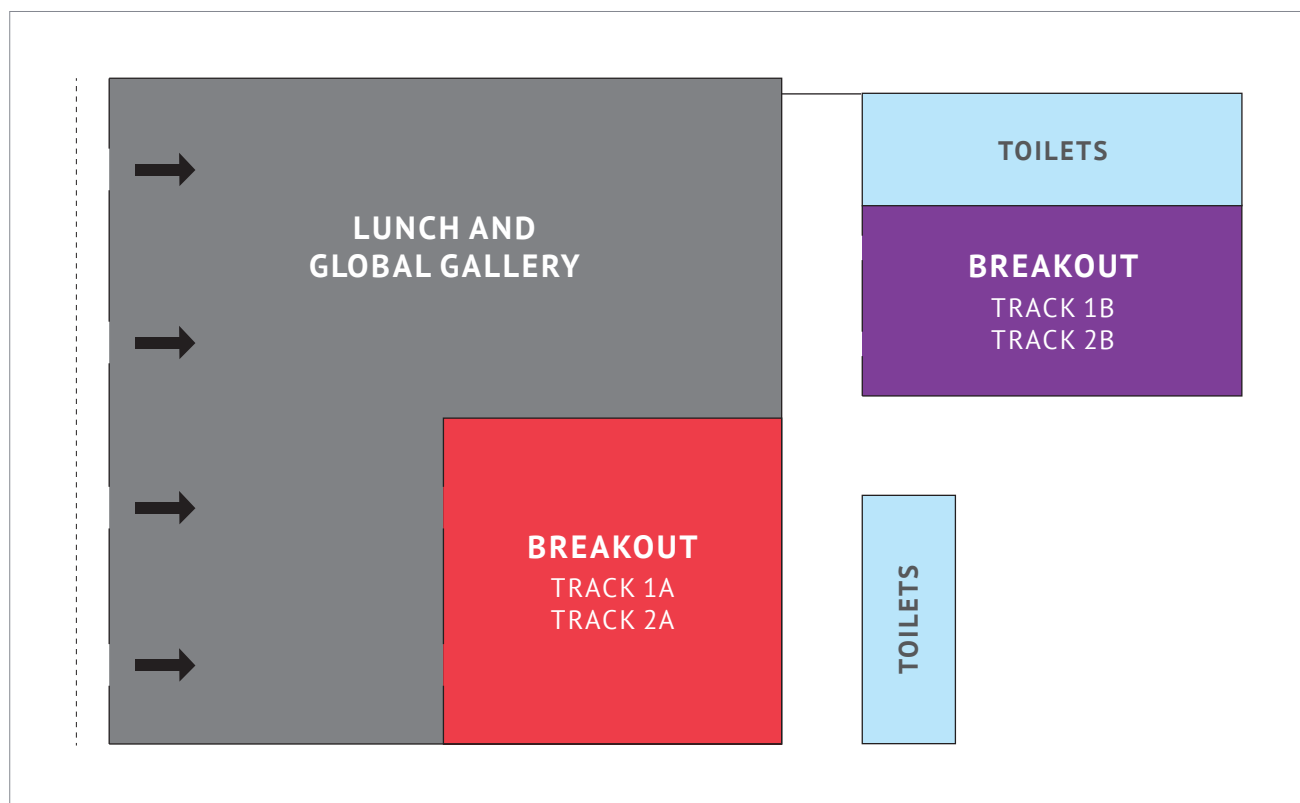 LUNCH AND
GLOBAL GALLERY
TOILETS
BREAKOUT
TRACK 1B
TRACK 2B
BREAKOUT
TRACK 1A
TRACK 2A
TOILETS